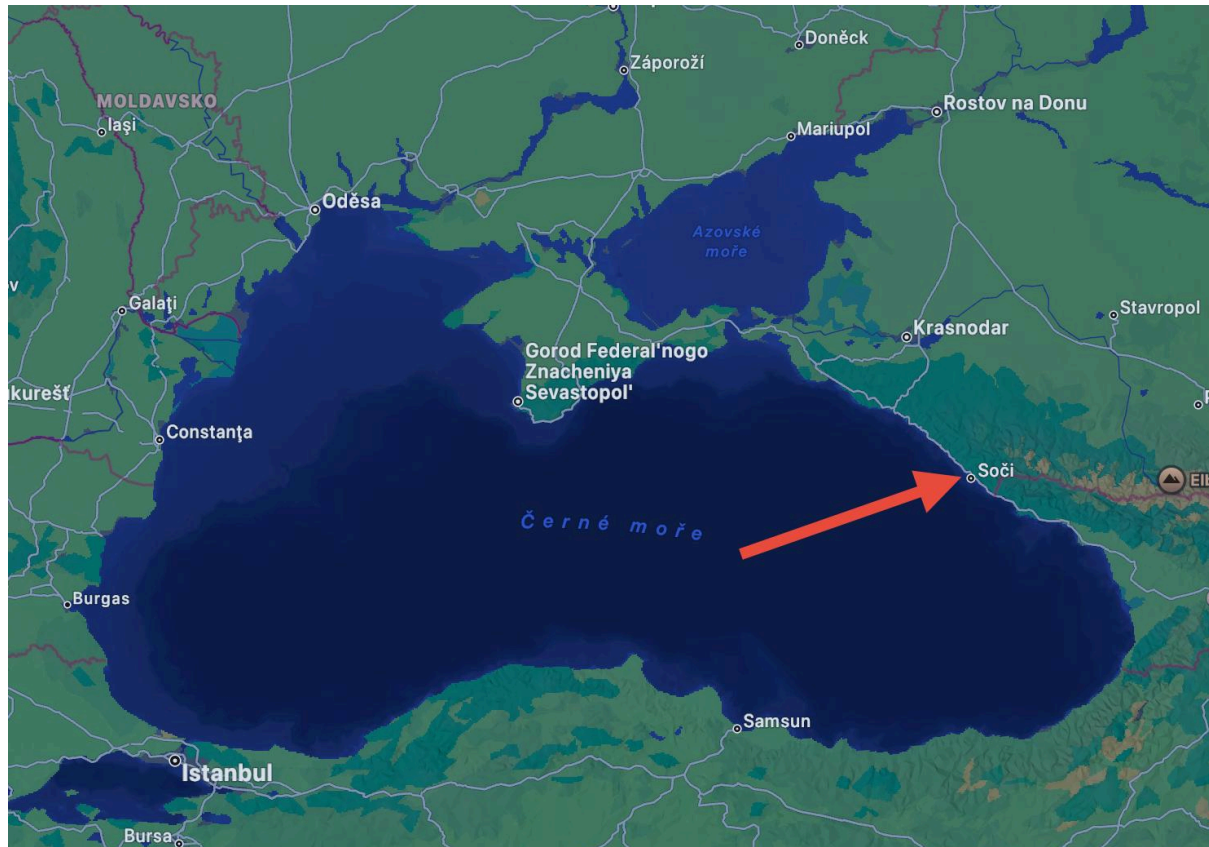 Doněck
Záporoží
MOLDAVSKO
Iaşi
Rostov na Donu
Mariupol
Oděsa
Azovské
moře
Galaţi
Stavropol
Krasnodar
Gorod Federal'nogo
Znacheniya
Sevastopol'
Constanţa
Soči
Černé moře
Burgas
Samsun
Istanbul
Bursa